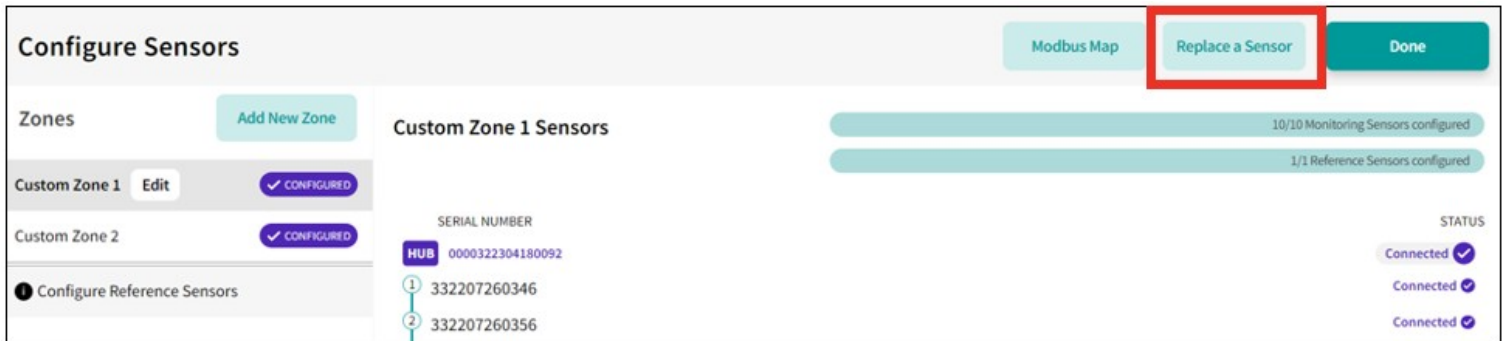 Configure Sensors
Modbus Map
Replace a Sensor
Done
Zones
Add New Zone
Custom Zone 1 Sensors
10/10 Monitoring Sensors configured
1/1 Reference Sensors configured
Custom Zone 1
Edit
CONFIGURED
Custom Zone 2
CONFIGURED
Configure Reference Sensors
SERIAL NUMBER
STATUS
HUB 0000322304180092
Connected
1 332207260346
Connected
2 332207260356
Connected